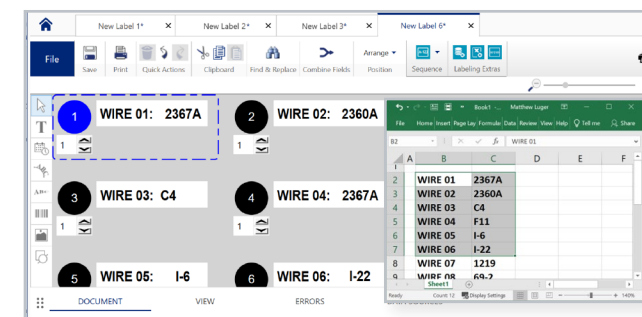 New Label 1* ×
New Label 2* ×
New Label 3* ×
New Label 6* ×
File
Save
Print
Quick Actions
Clipboard
Find & Replace
Combine Fields
Arrange
Position
Sequence
Labeling Extras
1 WIRE 01: 2367A
1
2 WIRE 02: 2360A
1
3 WIRE 03: C4
1
4 WIRE 04: 2367A
1
5 WIRE 05: I-6
6 WIRE 06: I-22
T
DOCUMENT
VIEW
ERRORS
Book1 -...
Matthew Luger
File Home Insert Page Lay Formula Data Review View Help Tell me Share
B2 fx WIRE 01
A B C D E F
1
2 WIRE 01 2367A
3 WIRE 02 2360A
4 WIRE 03 C4
5 WIRE 04 F11
6 WIRE 05 I-6
7 WIRE 06 I-22
8 WIRE 07 1219
9 WIRE 08 69-2
Sheet1
Ready Count: 12 Display Settings 140%